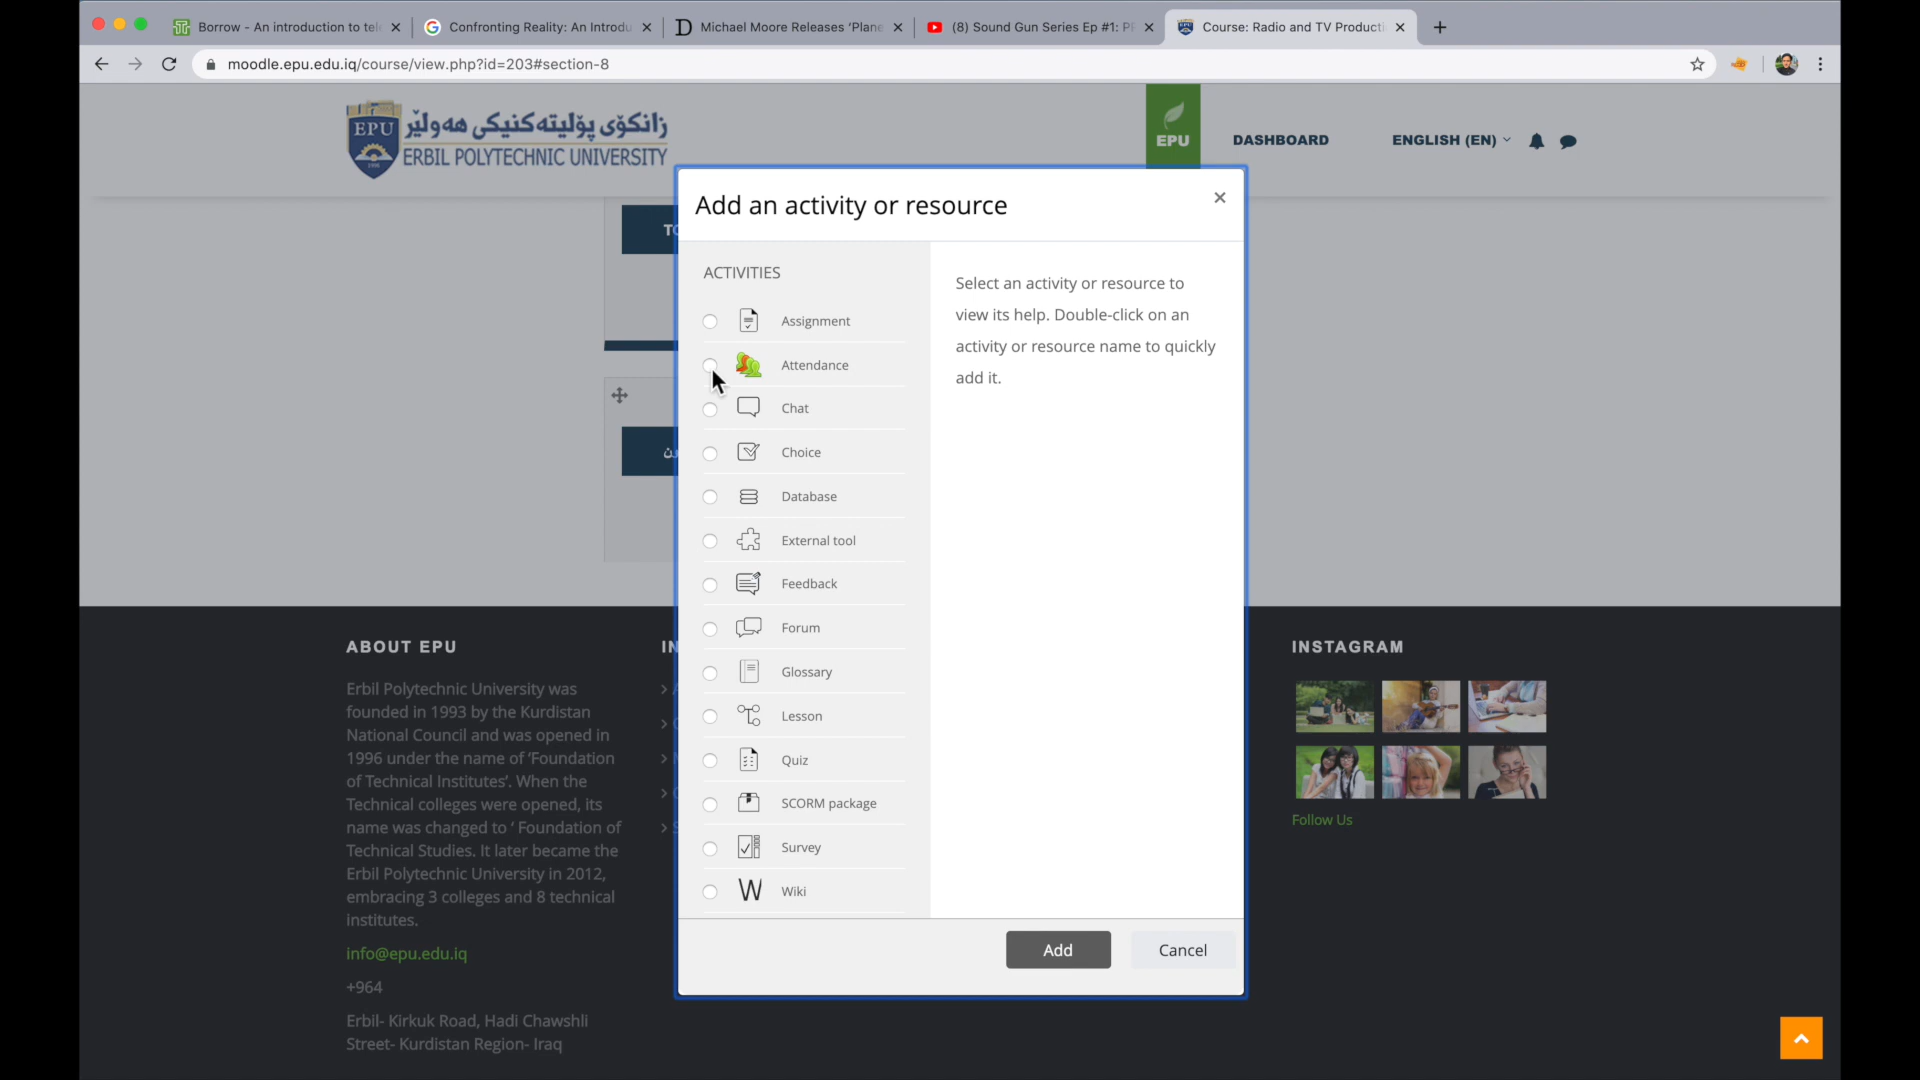 Borrow - An introduction to tel
Confronting Reality: An Introdu
Michael Moore Releases 'Plane
(8) Sound Gun Series Ep #1: P
Course: Radio and TV Producti
moodle.epu.edu.iq/course/view.php?id=203#section-8
EPU
زانكۆی پۆلیتەكنیكی هەولێر
ERBIL POLYTECHNIC UNIVERSITY
EPU
DASHBOARD
ENGLISH (EN)
Add an activity or resource
ACTIVITIES
Assignment
Attendance
Chat
Choice
Database
External tool
Feedback
Forum
Glossary
Lesson
Quiz
SCORM package
Survey
Wiki
Select an activity or resource to
view its help. Double-click on an
activity or resource name to quickly
add it.
Add
Cancel
ABOUT EPU
Erbil Polytechnic University was
founded in 1993 by the Kurdistan
National Council and was opened in
1996 under the name of 'Foundation
of Technical Institutes'. When the
Technical colleges were opened, its
name was changed to ' Foundation of
Technical Studies. It later became the
Erbil Polytechnic University in 2012,
embracing 3 colleges and 8 technical
institutes.
info@epu.edu.iq
+964
Erbil- Kirkuk Road, Hadi Chawshli
Street- Kurdistan Region- Iraq
INSTAGRAM
Follow Us